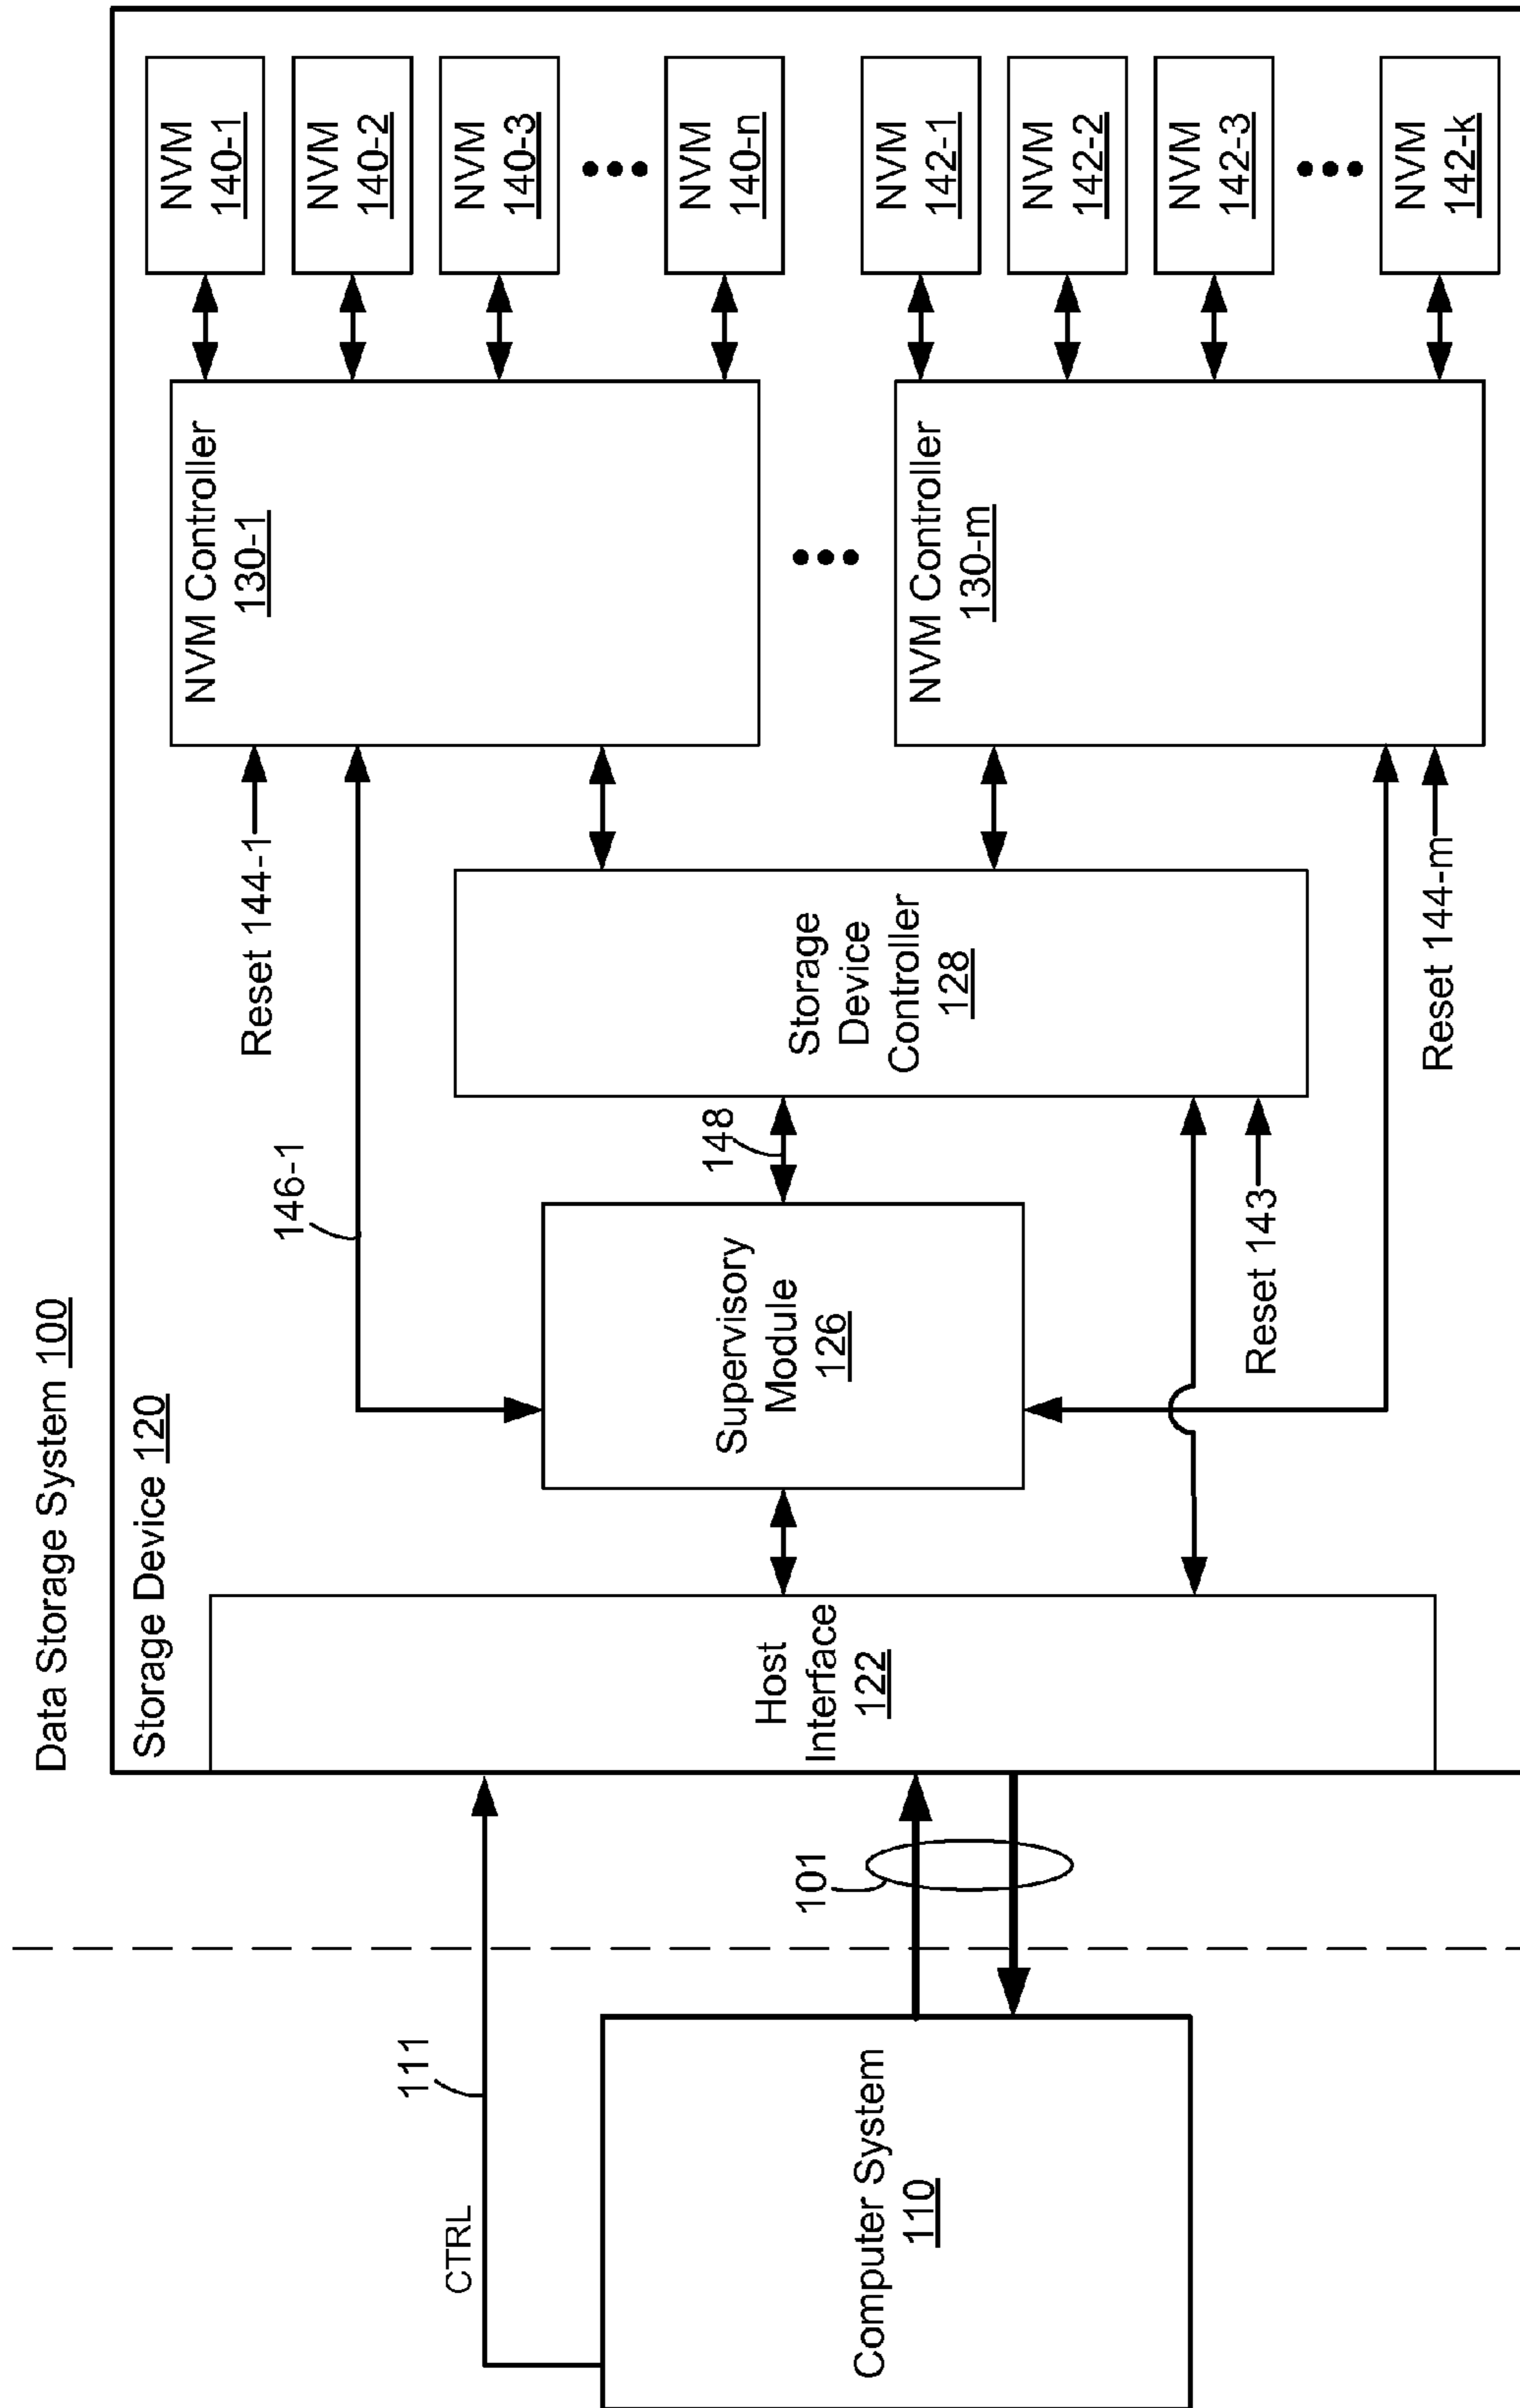 Data Storage System 100
Storage Device 120
CTRL
111
101
Computer System
110
Host
Interface
122
Supervisory
Module
126
146-1
148
Storage
Device
Controller
128
Reset 143
Reset 144-1
Reset 144-m
NVM Controller
130-1
NVM Controller
130-m
NVM
140-1
NVM
140-2
NVM
140-3
NVM
140-n
NVM
142-1
NVM
142-2
NVM
142-3
NVM
142-k